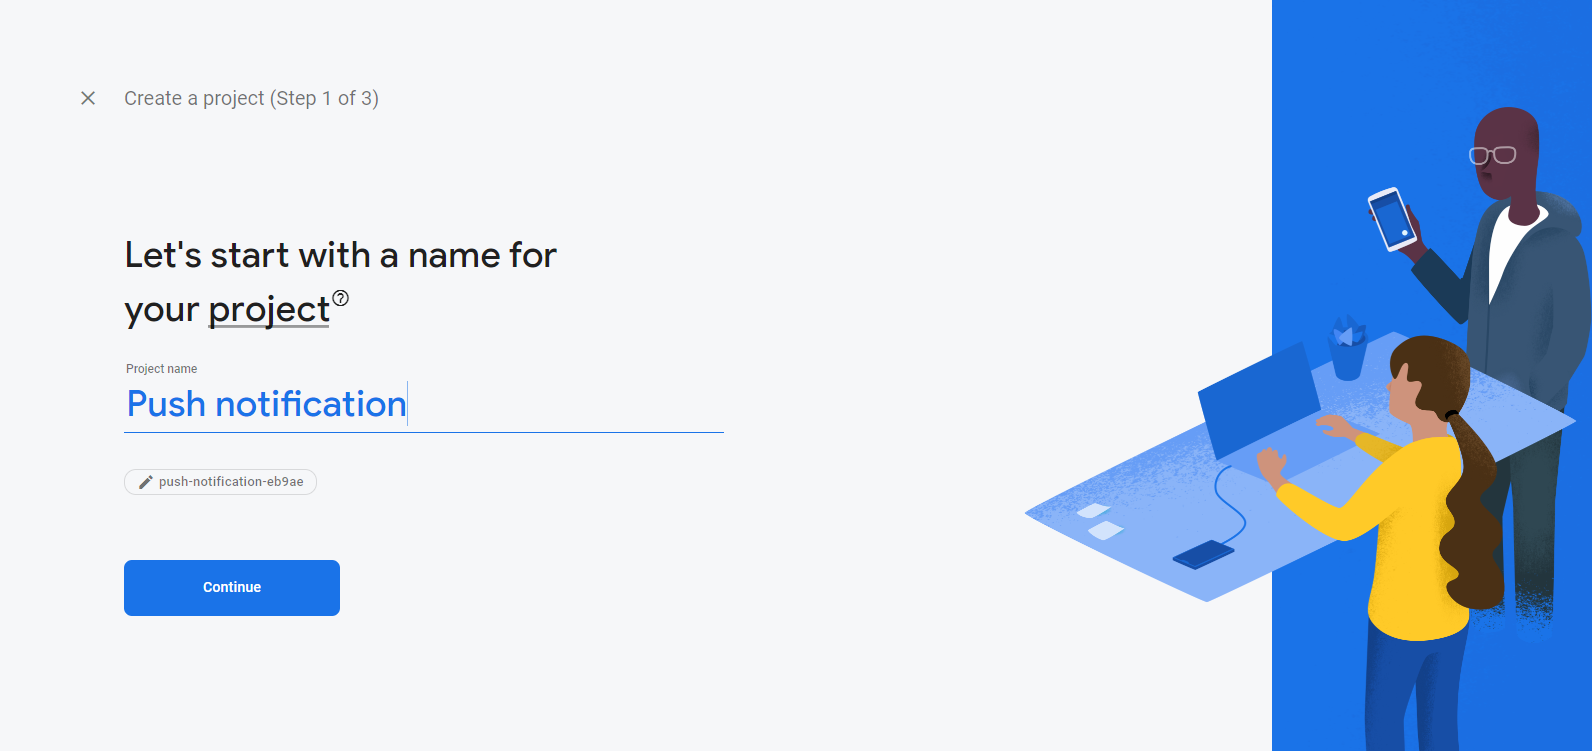 Create a project (Step 1 of 3)
Let's start with a name for
your project
Project name
Push notification
push-notification-eb9ae
Continue